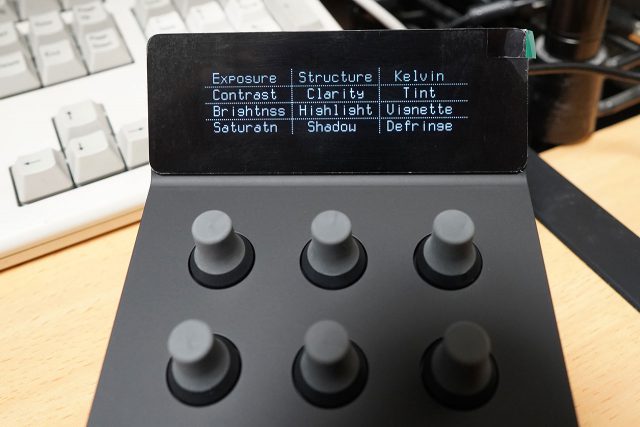 Exposure Structure Kelvin
Contrast Clarity Tint
Brightnss Highlight Vignette
Saturatn Shadow Defringe